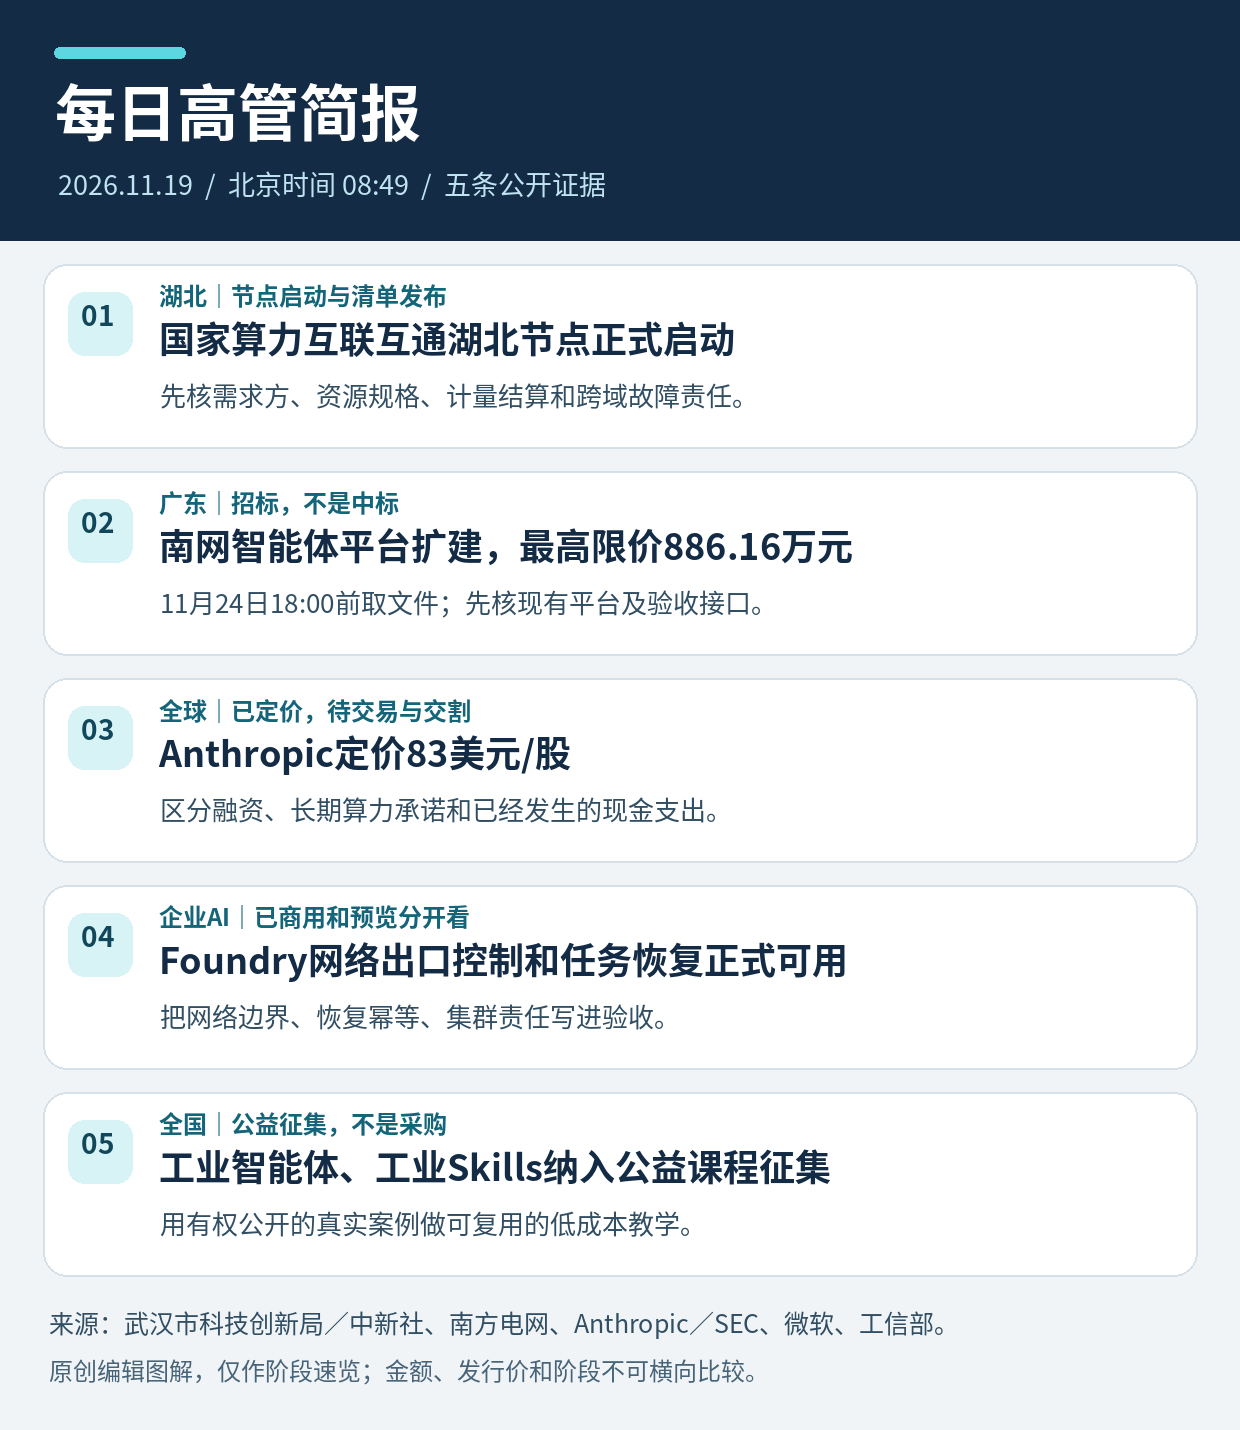 每日高管简报
2026.11.19 / 北京时间 08:49 / 五条公开证据
01
湖北｜节点启动与清单发布
国家算力互联互通湖北节点正式启动
先核需求方、资源规格、计量结算和跨域故障责任。
02
广东｜招标，不是中标
南网智能体平台扩建，最高限价886.16万元
11月24日18:00前取文件；先核现有平台及验收接口。
03
全球｜已定价，待交易与交割
Anthropic定价83美元/股
区分融资、长期算力承诺和已经发生的现金支出。
04
企业AI｜已商用和预览分开看
Foundry网络出口控制和任务恢复正式可用
把网络边界、恢复幂等、集群责任写进验收。
05
全国｜公益征集，不是采购
工业智能体、工业Skills纳入公益课程征集
用有权公开的真实案例做可复用的低成本教学。
来源：武汉市科技创新局／中新社、南方电网、Anthropic／SEC、微软、工信部。
原创编辑图解，仅作阶段速览；金额、发行价和阶段不可横向比较。